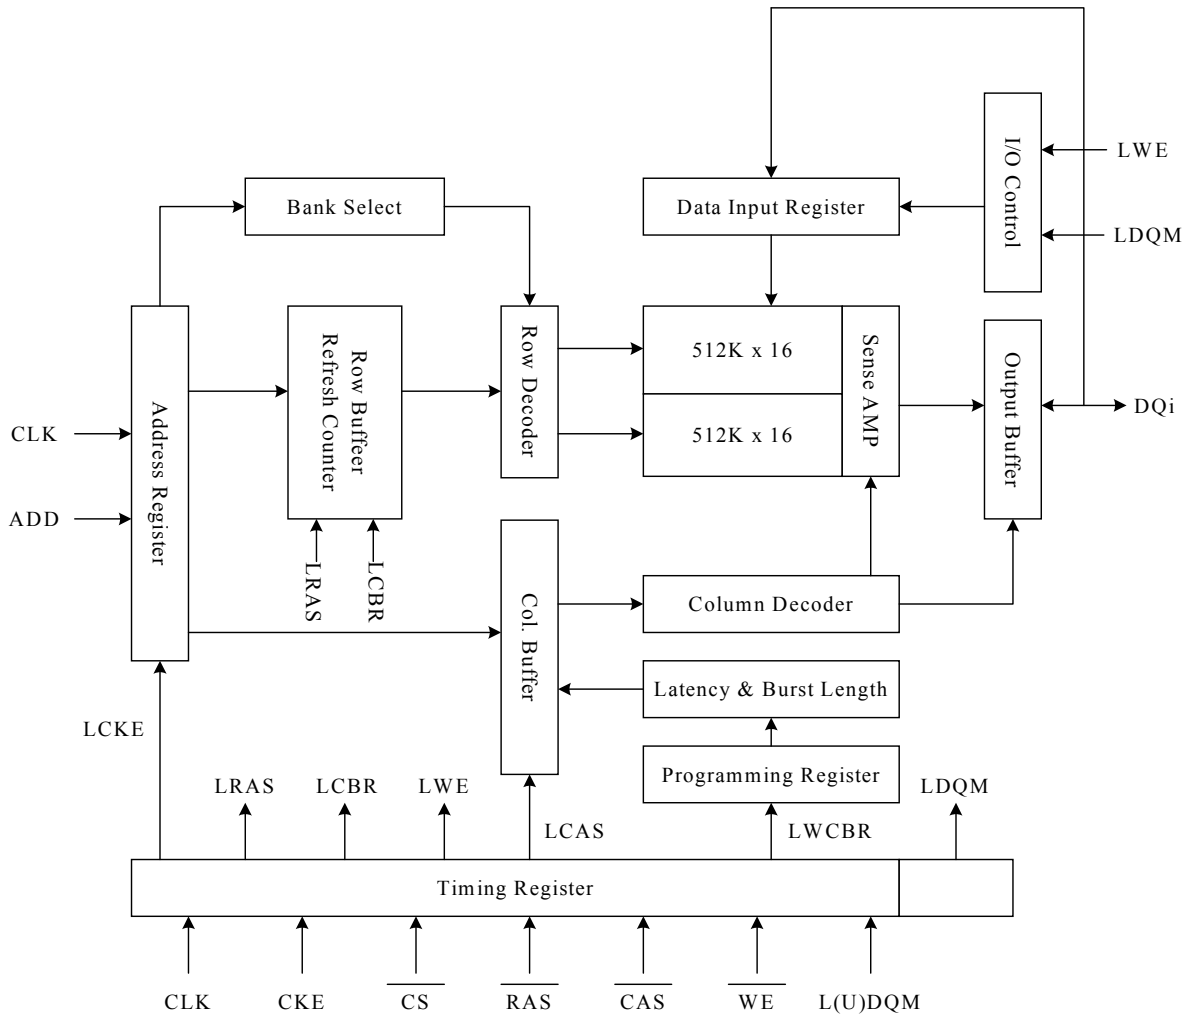 I/O Control
LWE
LDQM
Bank Select
Data Input Register
Address Register
Row Buffeer
Refresh Counter
Row Decoder
512K x 16
512K x 16
Sense AMP
Output Buffer
DQi
CLK
ADD
LRAS
LCBR
Col. Buffer
Column Decoder
Latency & Burst Length
Programming Register
LCKE
LRAS
LCBR
LWE
LCAS
LWCBR
LDQM
Timing Register
CLK
CKE
CS
RAS
CAS
WE
L(U)DQM